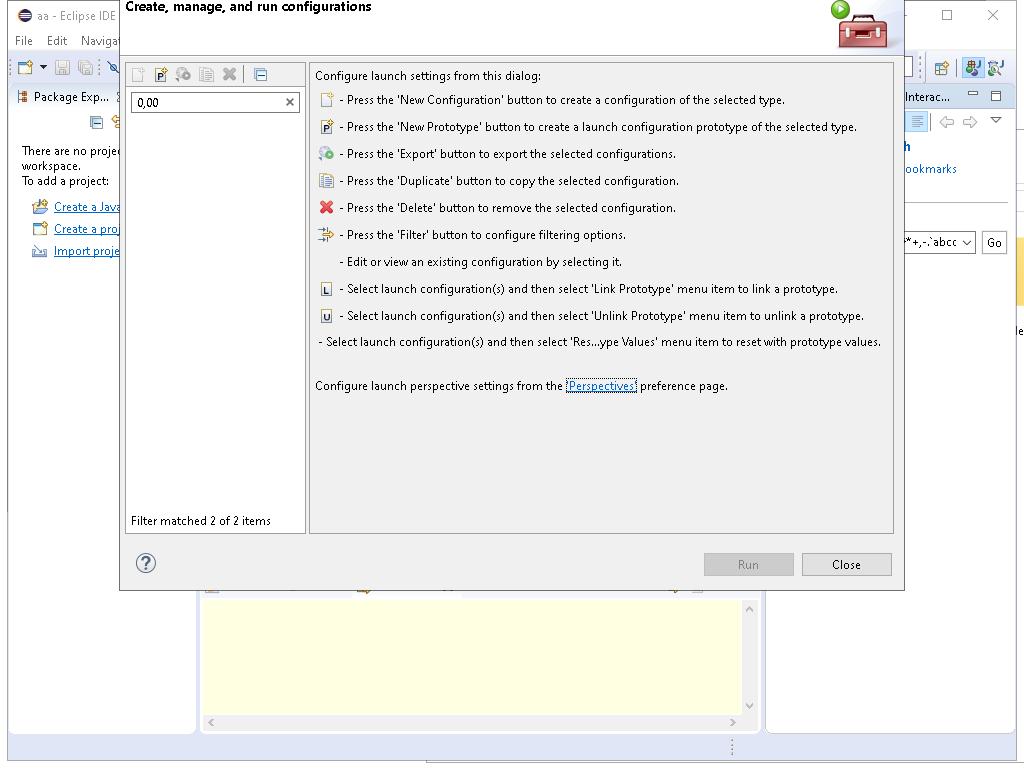 Create, manage, and run configurations
aa - Eclipse IDE
File Edit
Package Exp...
There are no
workspace.
To add a project:
Create a Java
Create a
Import
0,00
Filter matched 2 of 2 items
Configure launch settings from this dialog:
- Press the 'New Configuration' button to create a configuration of the selected type.
P - Press the 'New Prototype' button to create a launch configuration prototype of the selected type.
- Press the 'Export' button to export the selected configurations.
- Press the 'Duplicate' button to copy the selected configuration.
- Press the 'Delete' button to remove the selected configuration.
- Press the 'Filter' button to configure filtering options.
- Edit or view an existing configuration by selecting it.
L - Select launch configuration(s) and then select 'Link Prototype' menu item to link a prototype.
U - Select launch configuration(s) and then select 'Unlink Prototype' menu item to unlink a prototype.
- Select launch configuration(s) and then select 'Res...ype Values' menu item to reset with prototype values.
Configure launch perspective settings from the 'Perspectives' preference page.
? Run Close
Interac...
ookmarks
*+,-.`abcc
Go